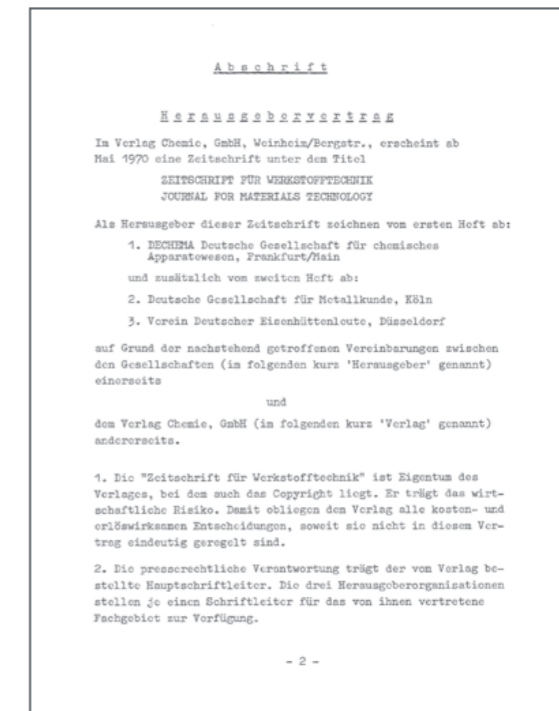 Abschrift
Herausgebervertrag
Im Verlag Chemie, GmbH, Weinheim/Bergstr., erscheint ab
Mai 1970 eine Zeitschrift unter dem Titel
ZEITSCHRIFT FÜR WERKSTOFFTECHNIK
JOURNAL FOR MATERIALS TECHNOLOGY
Als Herausgeber dieser Zeitschrift zeichnen vom ersten Heft ab:
1. DECHEMA Deutsche Gesellschaft für chemisches
Apparatewesen, Frankfurt/Main
und zusätzlich vom zweiten Heft ab:
2. Deutsche Gesellschaft für Metallkunde, Köln
3. Verein Deutscher Eisenhüttenleute, Düsseldorf
auf Grund der nachstehend getroffenen Vereinbarungen zwischen
den Gesellschaften (im folgenden kurz 'Herausgeber' genannt)
einerseits
und
dem Verlag Chemie, GmbH (im folgenden kurz 'Verlag' genannt)
andererseits.
1. Die "Zeitschrift für Werkstofftechnik" ist Eigentum des
Verlages, bei dem auch das Copyright liegt. Er trägt das wirt-
schaftliche Risiko. Damit obliegen dem Verlag alle kosten- und
erlöswirksamen Entscheidungen, soweit sie nicht in diesem Ver-
trag eindeutig geregelt sind.
2. Die presserechtliche Verantwortung trägt der vom Verlag be-
stellte Hauptschriftleiter. Die drei Herausgeberorganisationen
stellen je einen Schriftleiter für das von ihnen vertretene
Fachgebiet zur Verfügung.
- 2 -